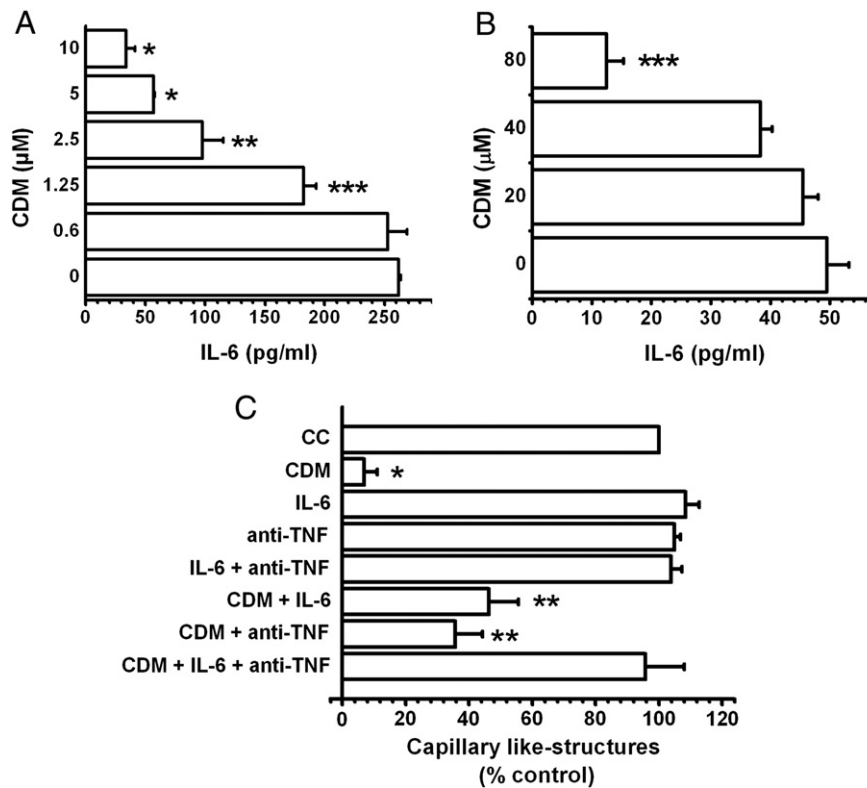 A
10
*
5
*
2.5
**
1.25
***
0.6
0
CDM (µM)
0 50 100 150 200 250
IL-6 (pg/ml)
B
80
***
40
20
0
CDM (µM)
0 10 20 30 40 50
IL-6 (pg/ml)
C
CC
CDM
*
IL-6
anti-TNF
IL-6 + anti-TNF
CDM + IL-6
**
CDM + anti-TNF
**
CDM + IL-6 + anti-TNF
0 20 40 60 80 100 120
Capillary like-structures
(% control)